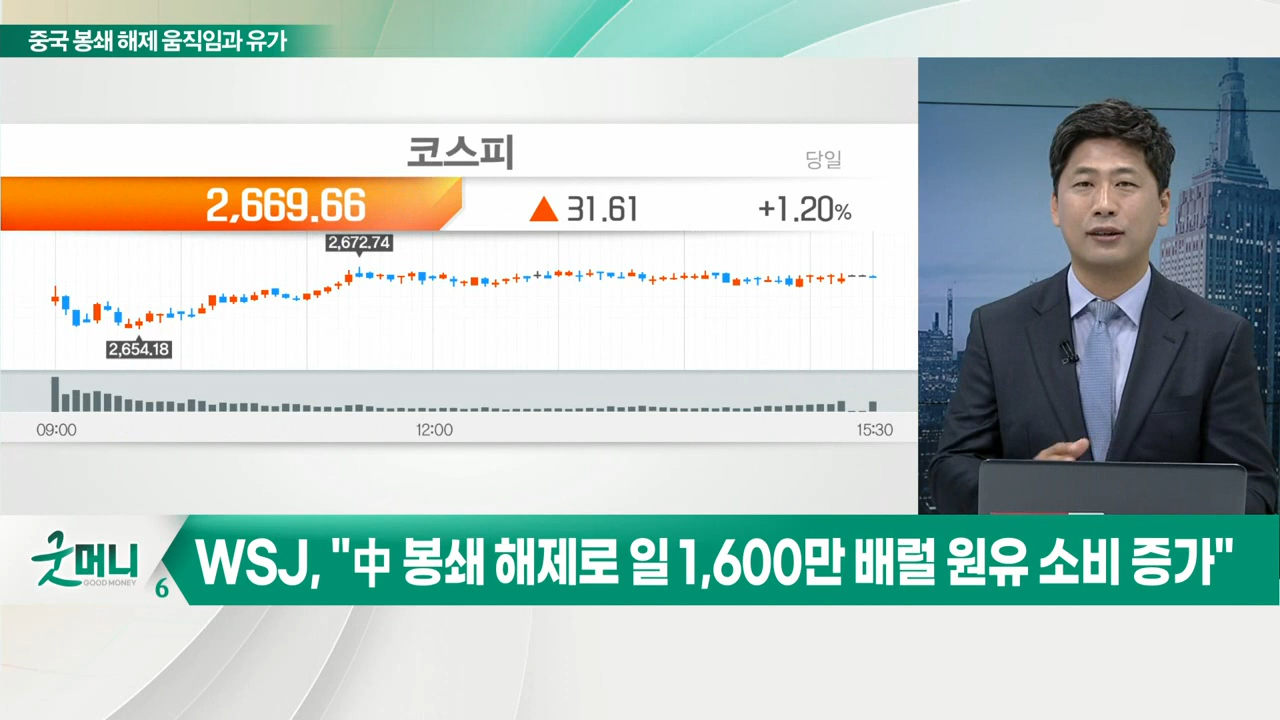 중국 봉쇄 해제 움직임과 유가
코스피
당일
2,669.66
▲ 31.61
+1.20%
2,672.74
2,654.18
09:00
12:00
15:30
굿머니
GOOD MONEY
6
WSJ, "中 봉쇄 해제로 일 1,600만 배럴 원유 소비 증가"